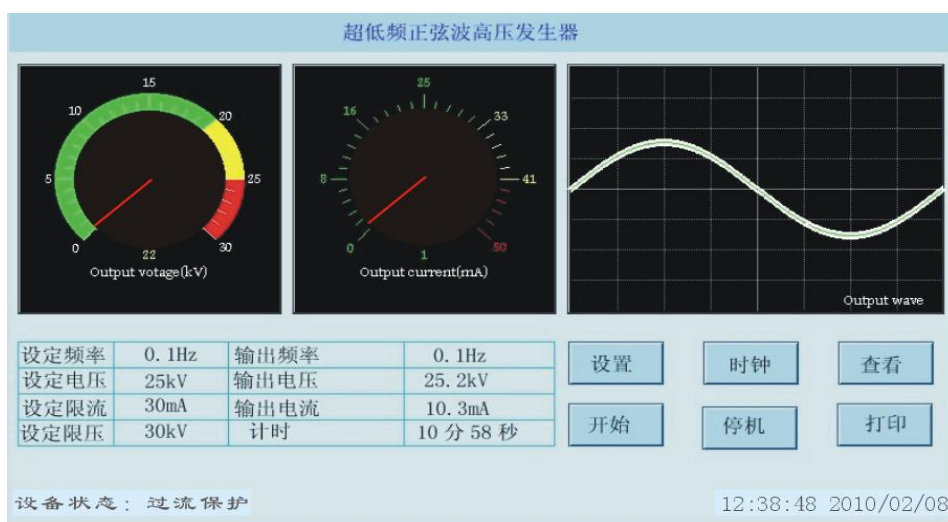 超低频正弦波高压发生器
15
10
20
5
25
0
22
30
Output votage(kV)
25
16
33
8
41
0
1
50
Output current(mA)
Output wave
设定频率 0.1Hz 输出频率 0.1Hz
设定电压 25kV 输出电压 25.2kV
设定限流 30mA 输出电流 10.3mA
设定限压 30kV 计时 10分58秒
设置 时钟 查看
开始 停机 打印
设备状态：过流保护
12:38:48 2010/02/08